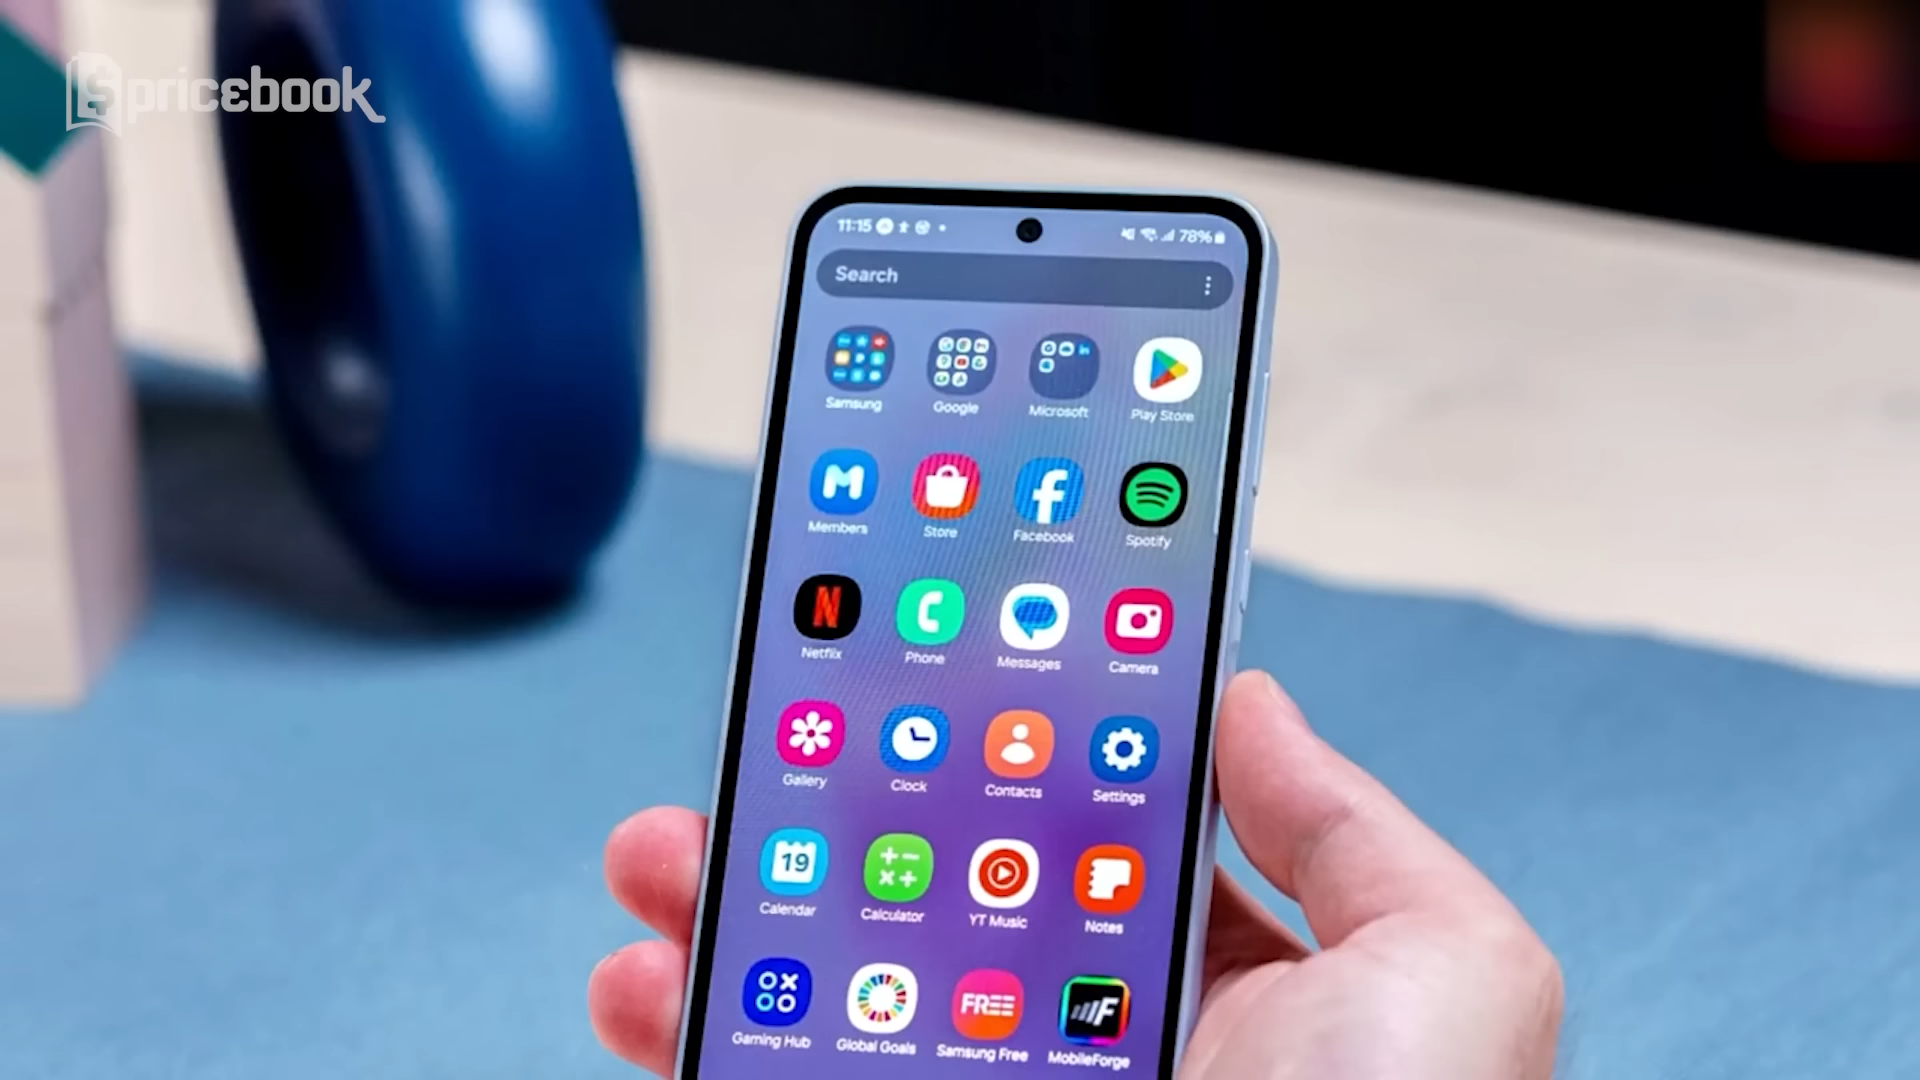 pricebook
11:15
78%
Search
Samsung Google Microsoft Play Store
Members Store Facebook Spotify
N
Netflix Phone Messages Camera
Gallery Clock Contacts Settings
19
Calendar Calculator YT Music Notes
FREE
F
Gaming Hub Global Goals Samsung Free MobileForge